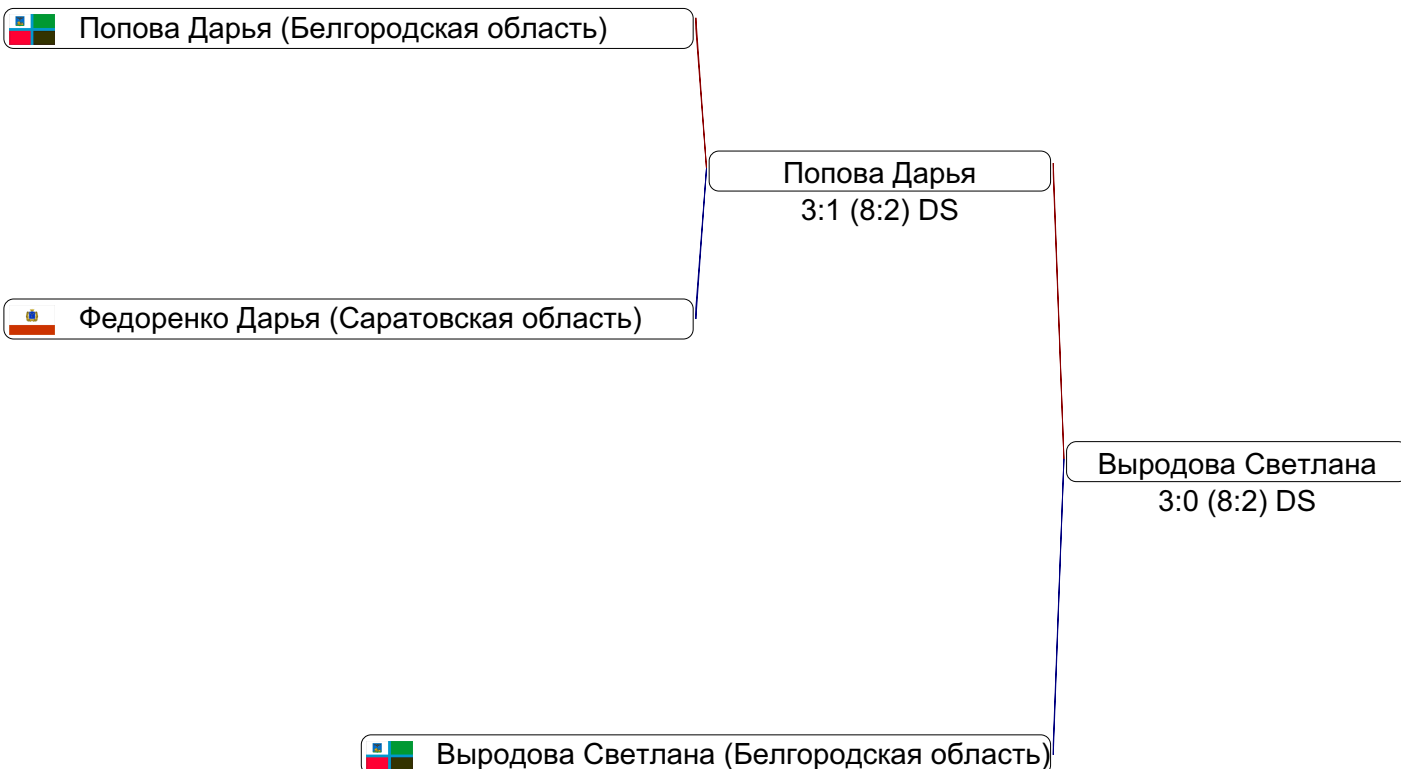 Попова Дарья (Белгородская область)
Попова Дарья
3:1 (8:2) DS
Федоренко Дарья (Саратовская область)
Выродова Светлана
3:0 (8:2) DS
Выродова Светлана (Белгородская область)